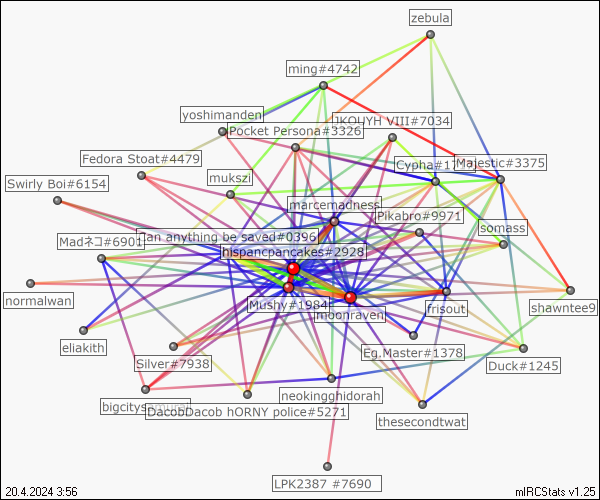 zebula
ming#4742
yoshimanden
JKOUYH VIII#7034
Pocket Persona#3326
Fedora Stoat#4479
Cypha
Majestic#3375
mukszi
Swirly Boi#6154
marcemadness
Pikabro#9971
somass
Madネコ#6901
can anything be saved#0396
hispancpancakes#2928
normalwan
Mushy#1984
moonraven
frisout
shawntee9
eliakith
Eg.Master#1378
Silver#7938
Duck#1245
neokingghidorah
DacobDacob hORNY police#5271
thesecondtwat
LPK2387 #7690
20.4.2024 3:56
mIRCStats v1.25